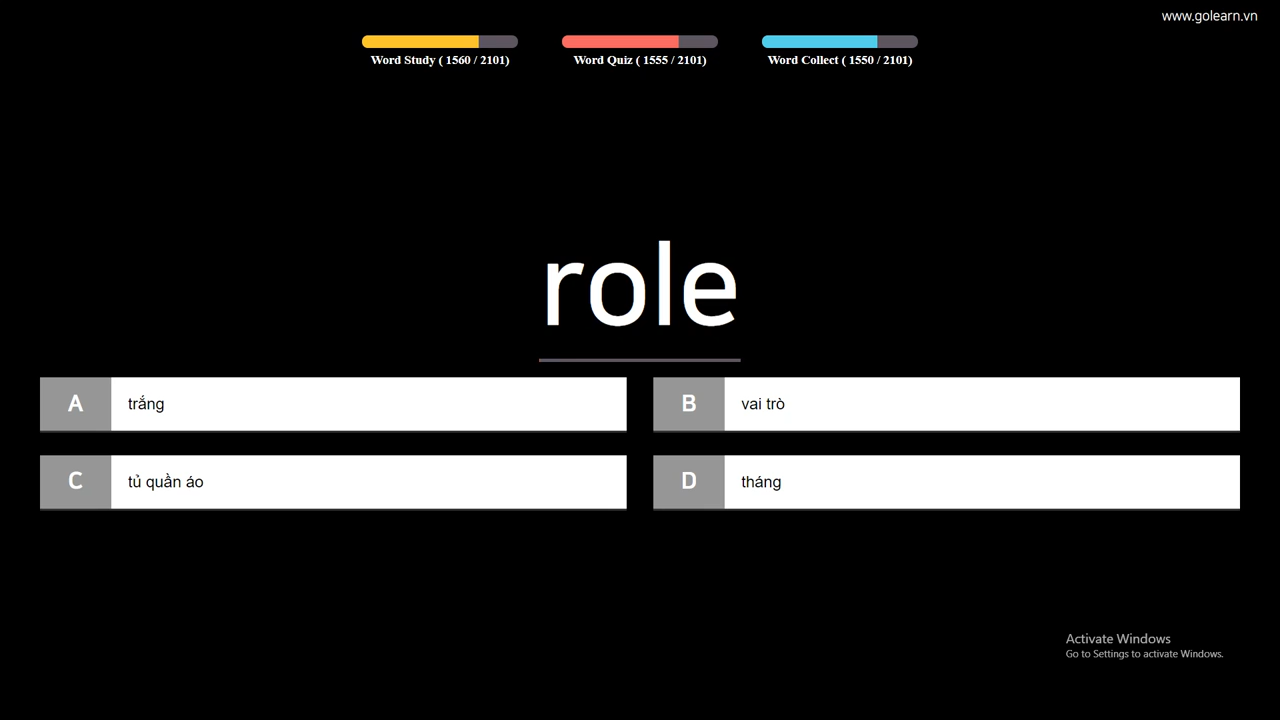 www.golearn.vn
Word Study ( 1560 / 2101)
Word Quiz ( 1555 / 2101)
Word Collect ( 1550 / 2101)
role
A trắng
B vai trò
C tủ quần áo
D tháng
Activate Windows
Go to Settings to activate Windows.